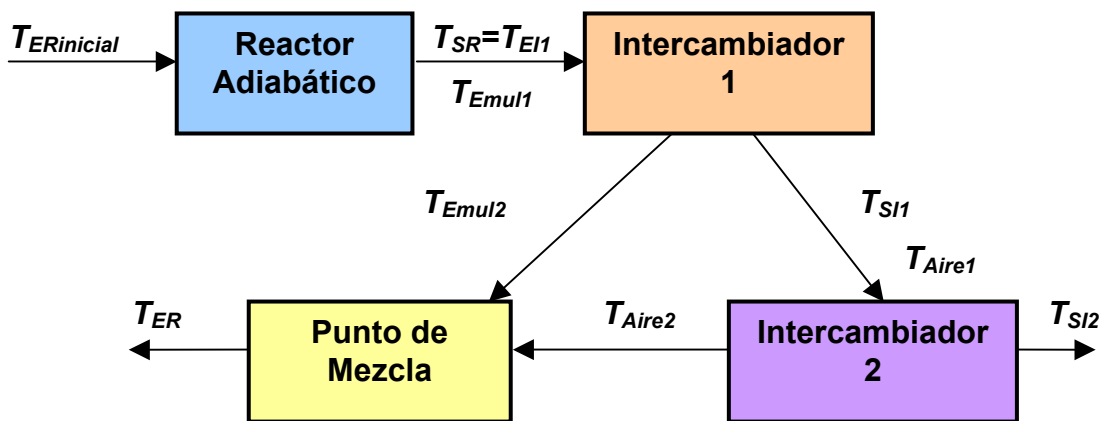 T_ERinicial
Reactor
Adiabático
T_SR=T_EI1
T_Emul1
Intercambiador
1
T_Emul2
T_SI1
T_Aire1
T_ER
Punto de
Mezcla
T_Aire2
Intercambiador
2
T_SI2